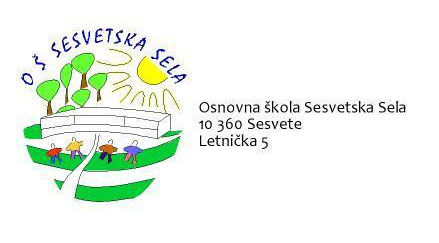 O Š SESVETSKA SELA
Osnovna škola Sesvetska Sela
10 360 Sesvete
Letnička 5